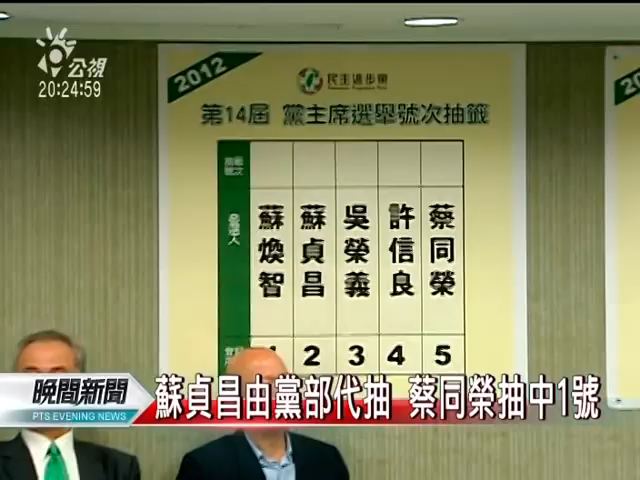 公視
20:24:59
2012
民主進步黨
第14屆 黨主席選舉號次抽籤
蘇煥智
蘇貞昌
吳榮義
許信良
蔡同榮
1 2 3 4 5
晚間新聞
PTS EVENING NEWS
蘇貞昌由黨部代抽 蔡同榮抽中1號